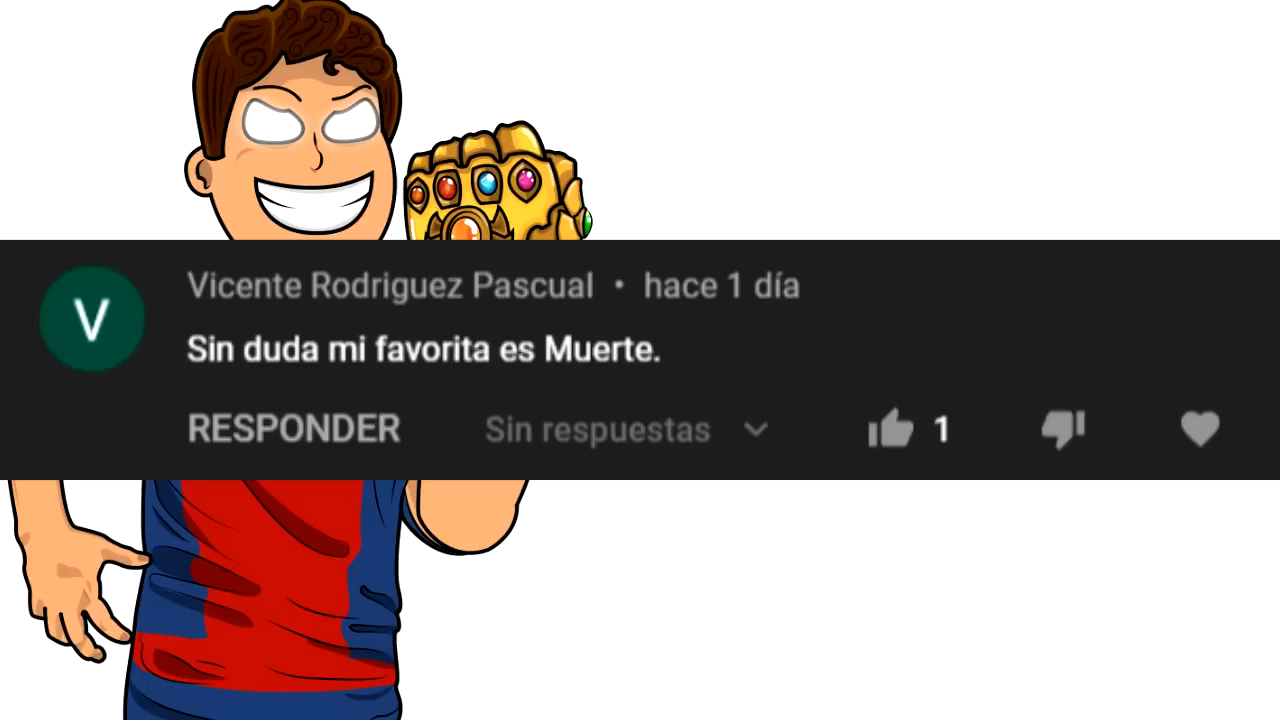 V
Vicente Rodriguez Pascual • hace 1 día
Sin duda mi favorita es Muerte.
RESPONDER Sin respuestas 1